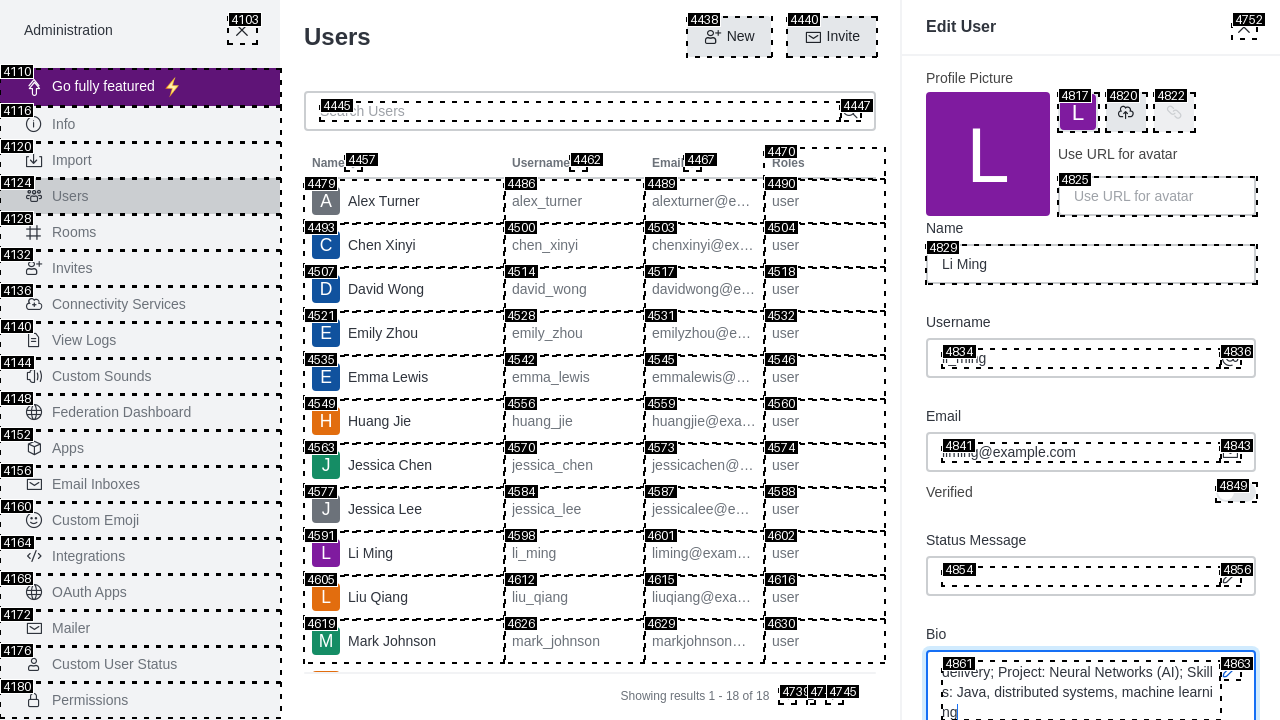 Administration
4103
4110
Go fully featured ⚡
4116
Info
4120
Import
4124
Users
4128
Rooms
4132
Invites
4136
Connectivity Services
4140
View Logs
4144
Custom Sounds
4148
Federation Dashboard
4152
Apps
4156
Email Inboxes
4160
Custom Emoji
4164
Integrations
4168
OAuth Apps
4172
Mailer
4176
Custom User Status
4180
Permissions
Users
4438
New
4440
Invite
4445
Search Users
4447
Name 4457
Username 4462
Email 4467
4470
Roles
4479 4486 4489 4490
A Alex Turner alex_turner alexturner@e… user
4493 4500 4503 4504
C Chen Xinyi chen_xinyi chenxinyi@ex… user
4507 4514 4517 4518
D David Wong david_wong davidwong@e… user
4521 4528 4531 4532
E Emily Zhou emily_zhou emilyzhou@e… user
4535 4542 4545 4546
E Emma Lewis emma_lewis emmalewis@… user
4549 4556 4559 4560
H Huang Jie huang_jie huangjie@exa… user
4563 4570 4573 4574
J Jessica Chen jessica_chen jessicachen@… user
4577 4584 4587 4588
J Jessica Lee jessica_lee jessicalee@e… user
4591 4598 4601 4602
L Li Ming li_ming liming@exam… user
4605 4612 4615 4616
L Liu Qiang liu_qiang liuqiang@exa… user
4619 4626 4629 4630
M Mark Johnson mark_johnson markjohnson… user
Showing results 1 - 18 of 18
4745
Edit User
4752
Profile Picture
L
4817
L
4820
4822
Use URL for avatar
4825
Use URL for avatar
Name
4829
Li Ming
Username
4834
li_ming
4836
Email
4841
liming@example.com
4843
Verified
4849
Status Message
4854
4856
Bio
4861
4863
delivery; Project: Neural Networks (AI); Skill
s: Java, distributed systems, machine learni
ng